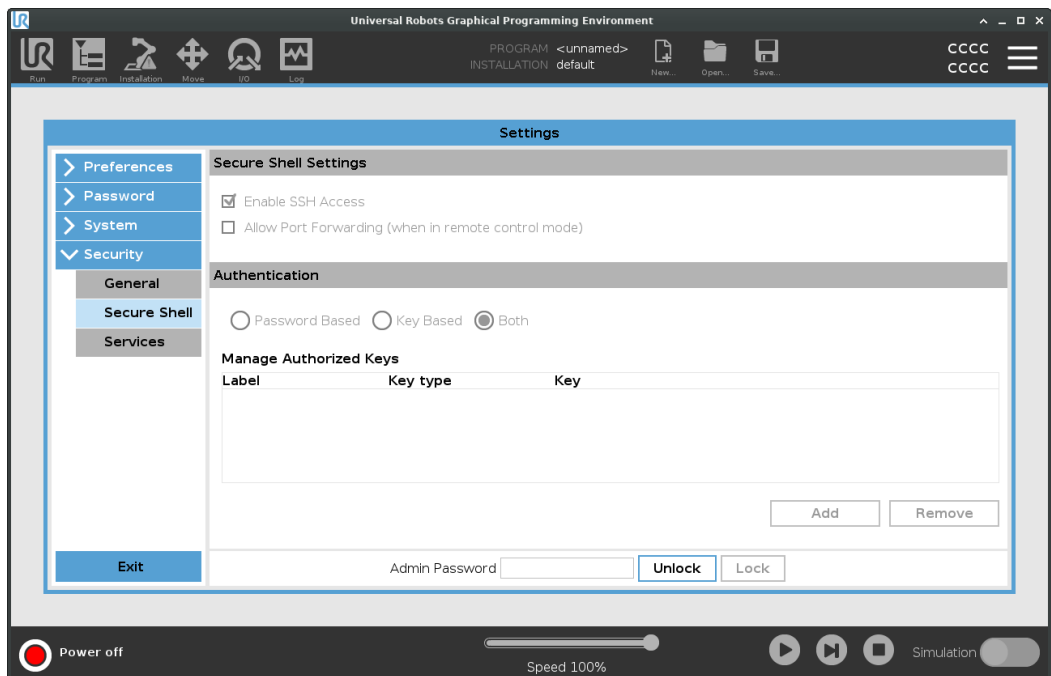 Universal Robots Graphical Programming Environment
UR
Run
Program
Installation
Move
I/O
Log
PROGRAM <unnamed>
INSTALLATION default
New...
Open...
Save...
CCCC
CCCC
Settings
Preferences
Password
System
Security
General
Secure Shell
Services
Exit
Secure Shell Settings
Enable SSH Access
Allow Port Forwarding (when in remote control mode)
Authentication
Password Based Key Based Both
Manage Authorized Keys
Label Key type Key
Add Remove
Admin Password Unlock Lock
Power off
Speed 100%
Simulation